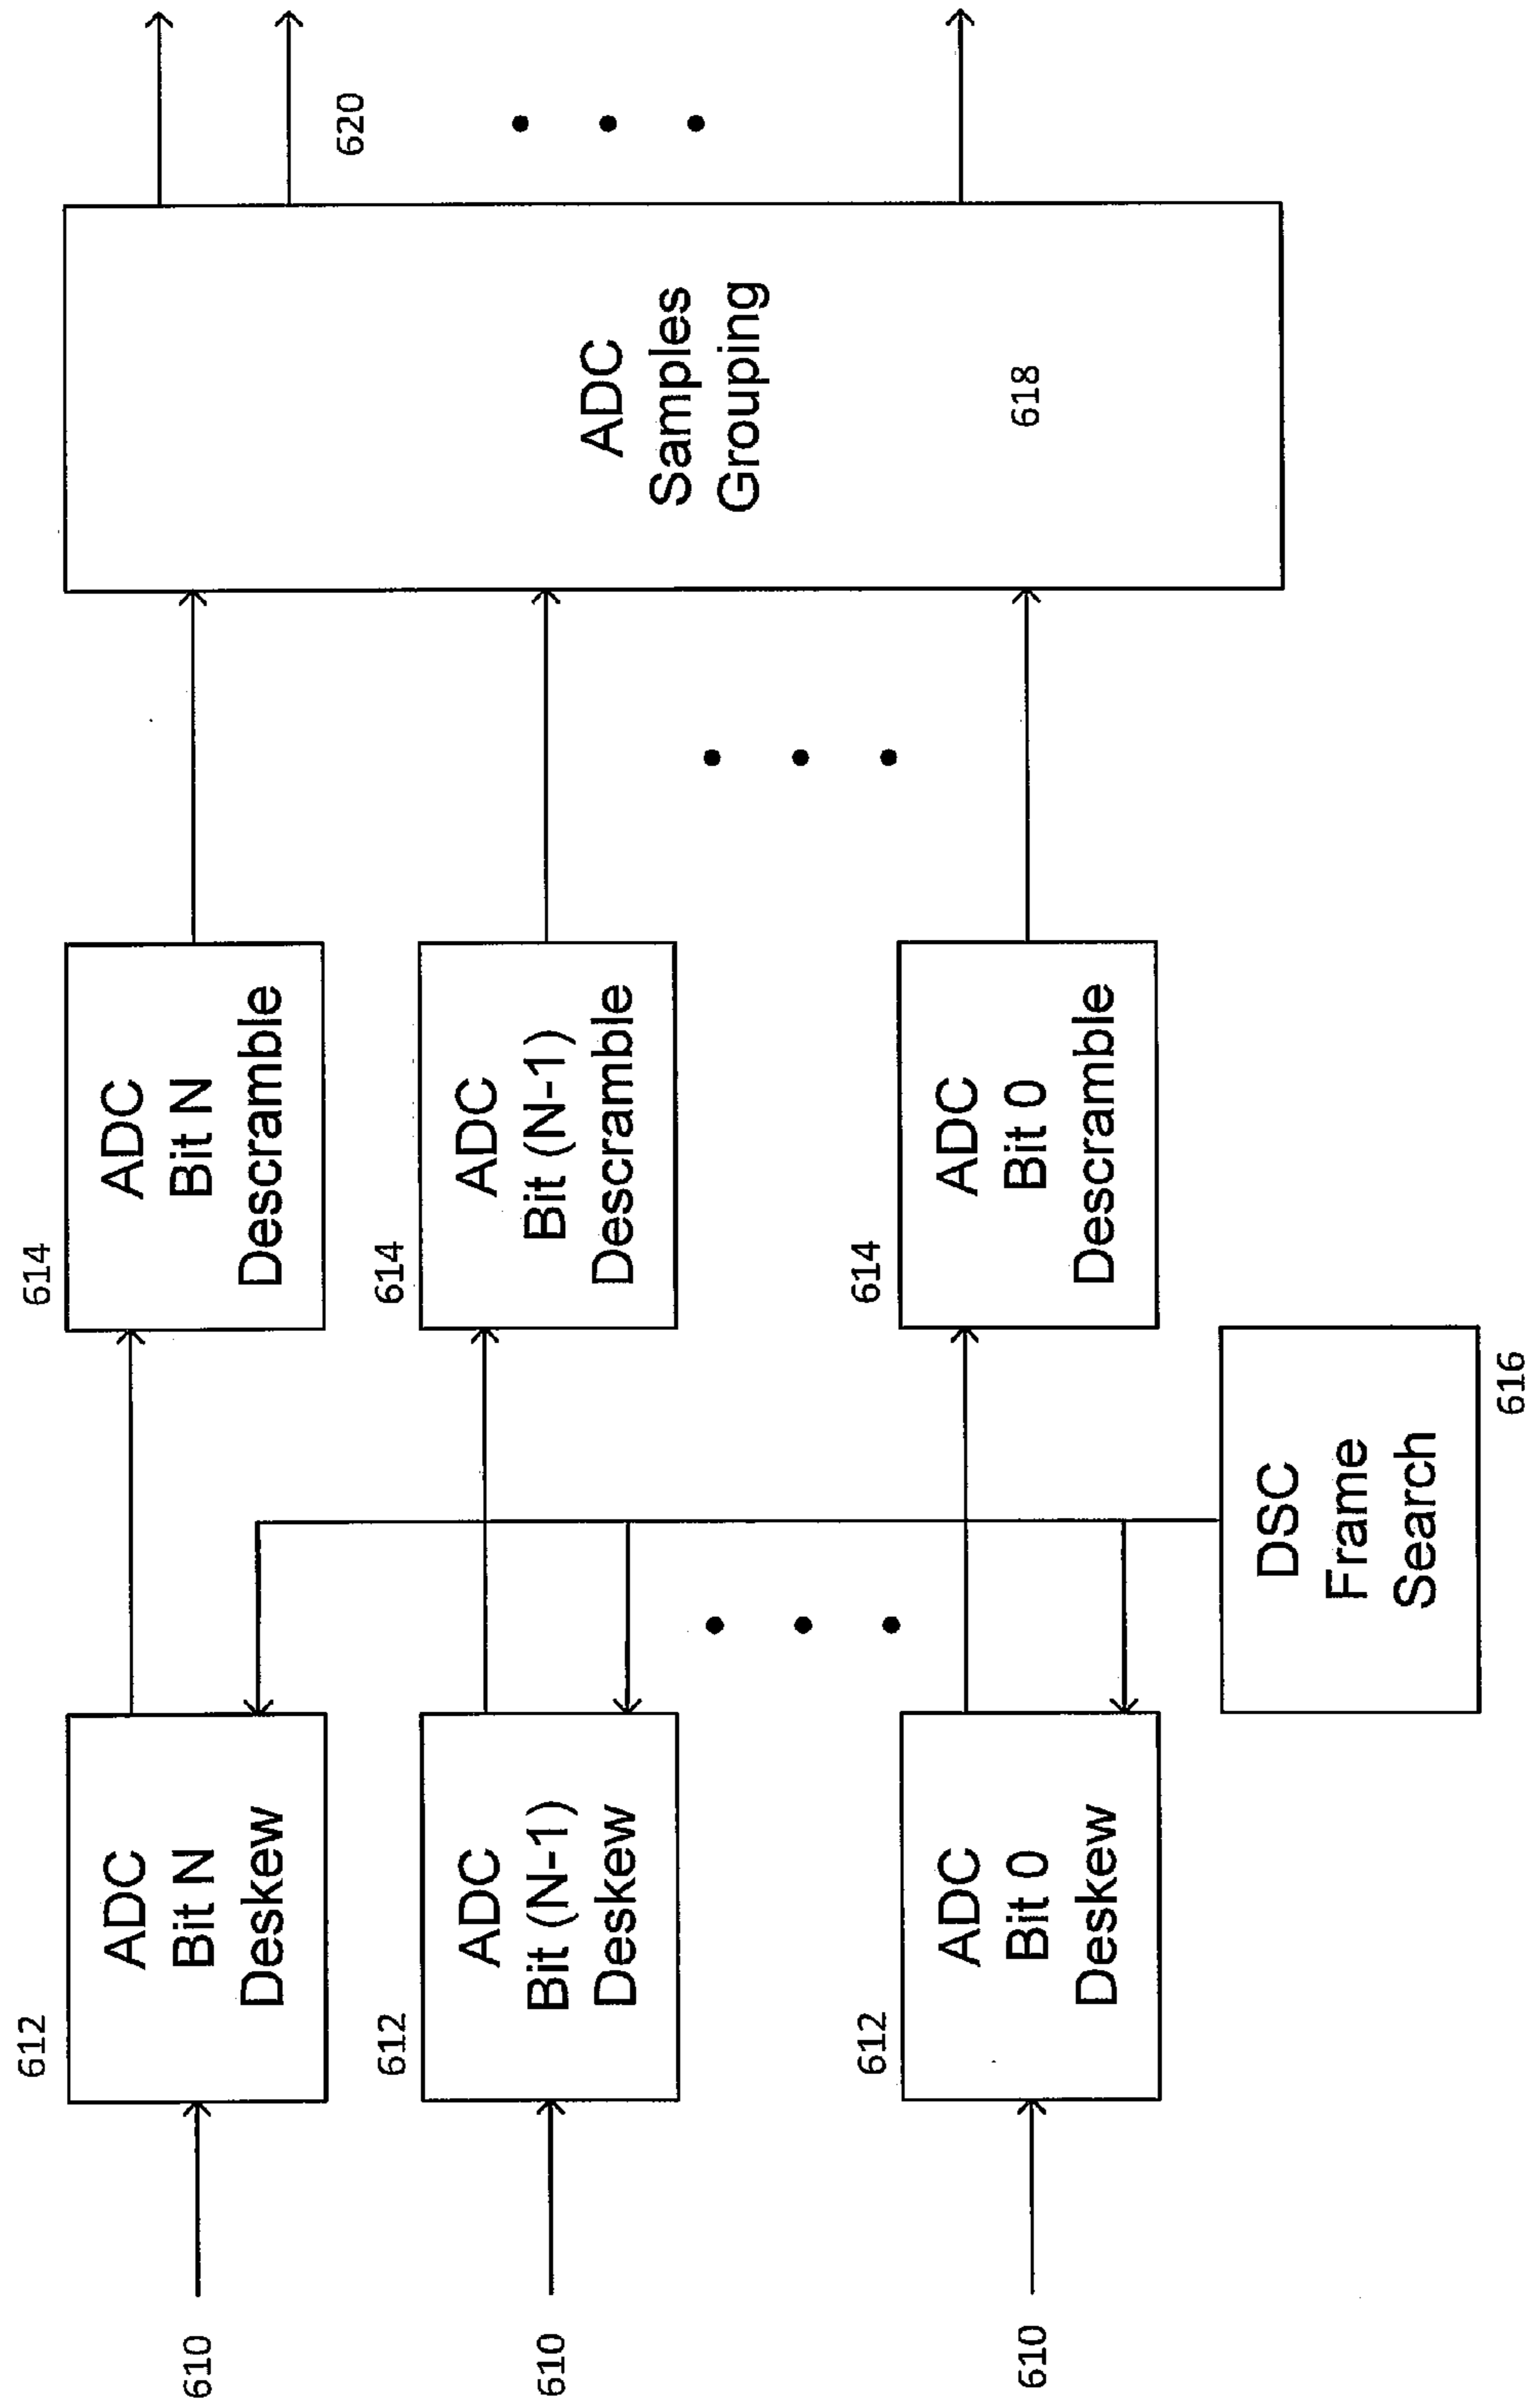 610
612
ADC
Bit N
Deskew
614
ADC
Bit N
Descramble
610
612
ADC
Bit (N-1)
Deskew
614
ADC
Bit (N-1)
Descramble
610
612
ADC
Bit 0
Deskew
614
ADC
Bit 0
Descramble
DSC
Frame
Search
616
ADC
Samples
Grouping
618
620